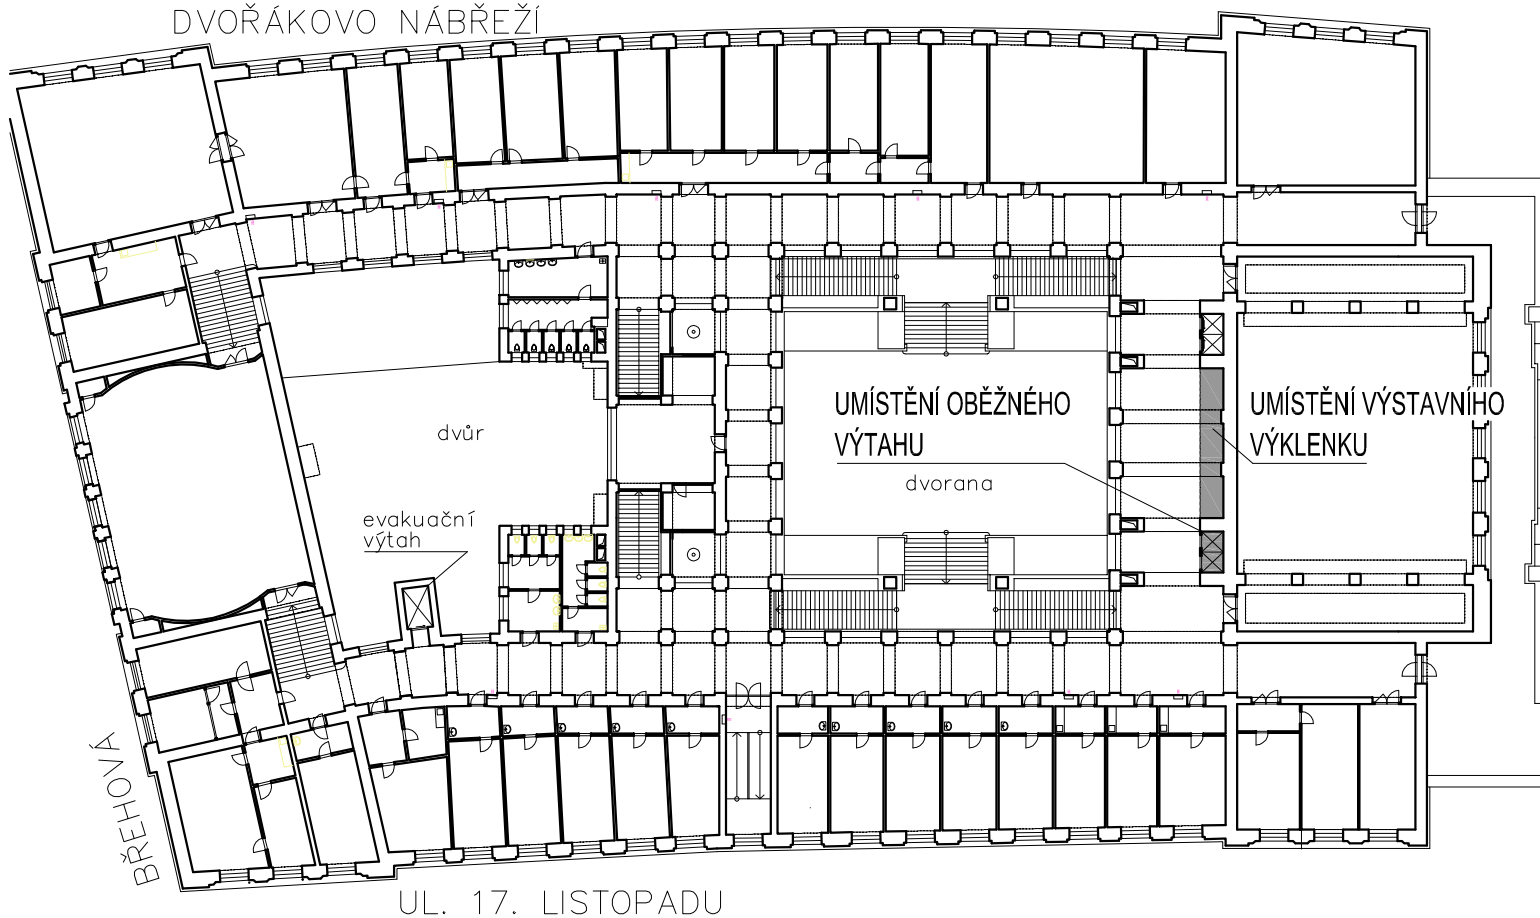 DVOŘÁKOVO NÁBŘEŽÍ
UMÍSTĚNÍ OBĚŽNÉHO
VÝTAHU
UMÍSTĚNÍ VÝSTAVNÍHO
VÝKLENKU
dvůr
dvorana
evakuační
výtah
BŘEHOVÁ
UL. 17. LISTOPADU